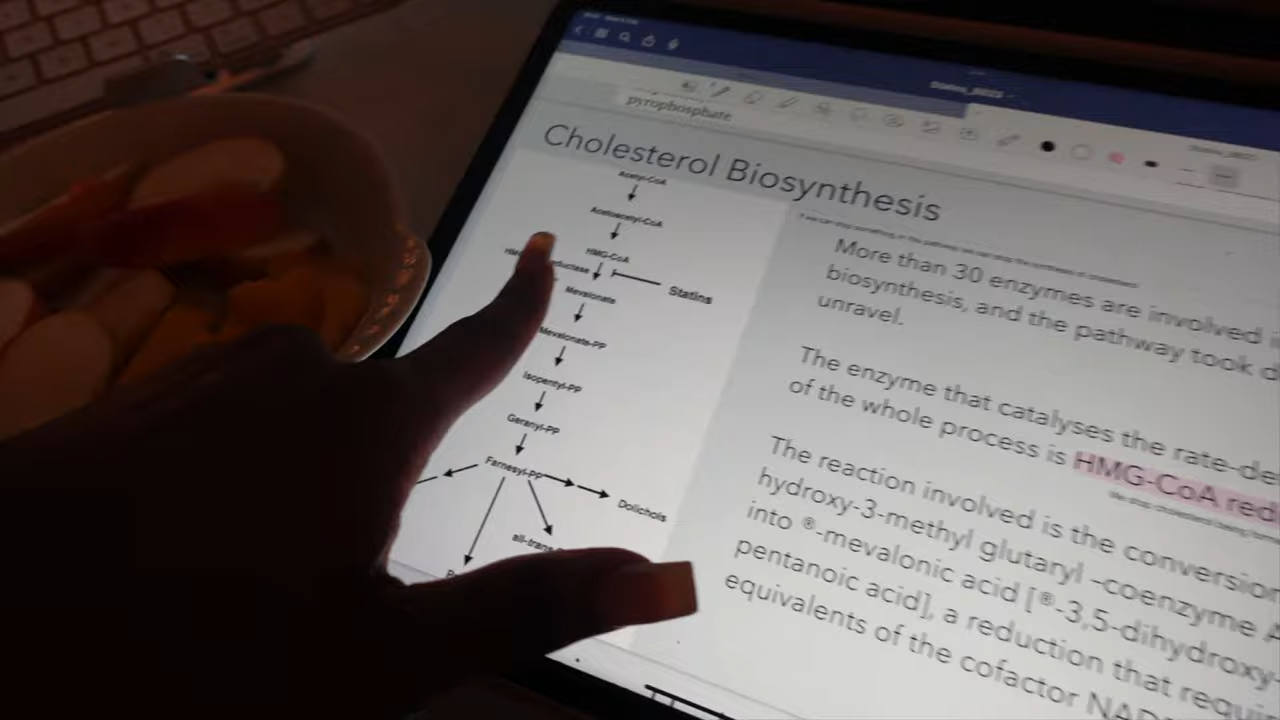 pyrophosphate
Cholesterol Biosynthesis
Acetyl-CoA
Acetoacetyl-CoA
HMG-CoA
Statins
Mevalonate
Mevalonate-PP
Isopentyl-PP
Geranyl-PP
Farnesyl-PP
Dolichols
all-trans
More than 30 enzymes are involved i
biosynthesis, and the pathway took d
unravel.
The enzyme that catalyses the rate-de
of the whole process is HMG-CoA red
The reaction involved is the conversion
hydroxy-3-methyl glutaryl -coenzyme A
into ®-mevalonic acid [®-3,5-dihydroxy-
pentanoic acid], a reduction that requi
equivalents of the cofactor NADP